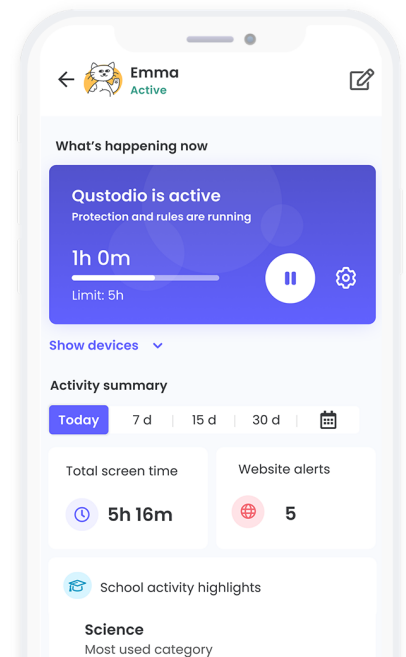 Emma
Active
What's happening now
Qustodio is active
Protection and rules are running
1h 0m
Limit: 5h
Show devices
Activity summary
Today 7 d 15 d 30 d
Total screen time
Website alerts
5h 16m
5
School activity highlights
Science
Most used category